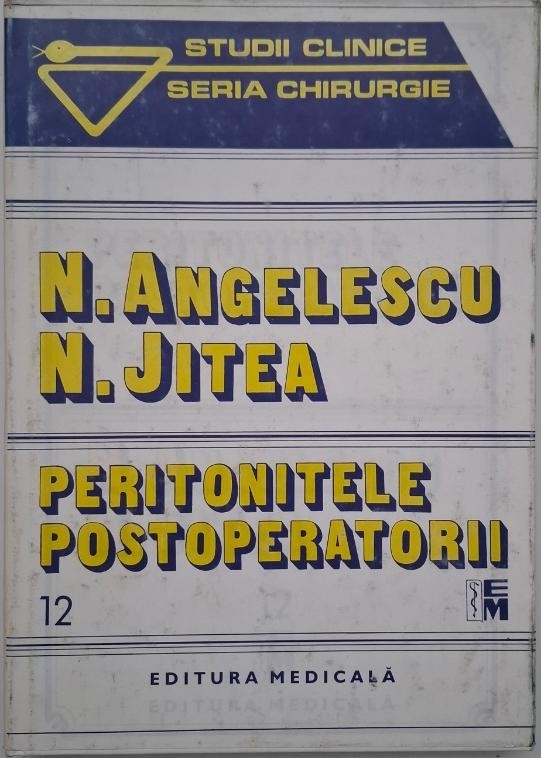 STUDII CLINICE
SERIA CHIRURGIE
N. ANGELESCU
N. JITEA
PERITONITELE
POSTOPERATORII
12
EM
EDITURA MEDICALĂ